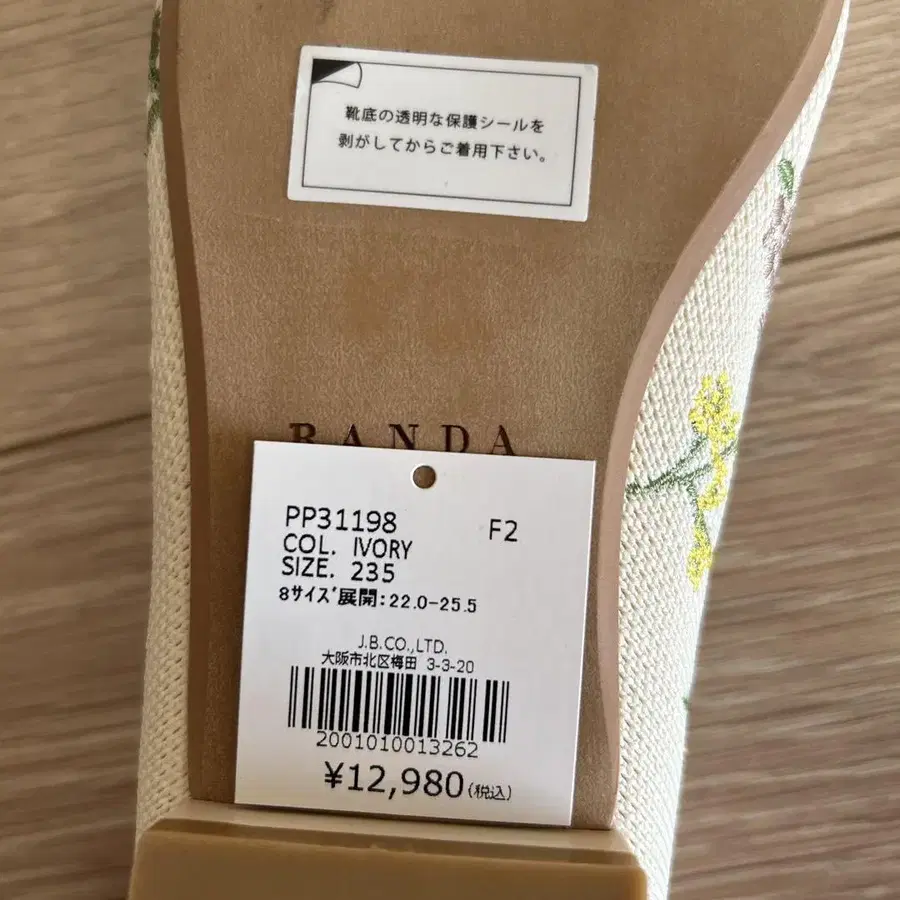 靴底の透明な保護シールを
剥がしてからご着用下さい。
RANDA
PP31198 F2
COL. IVORY
SIZE. 235
8サイズ展開:22.0-25.5
J.B.CO.,LTD.
大阪市北区梅田 3-3-20
2001010013262
¥12,980(税込)